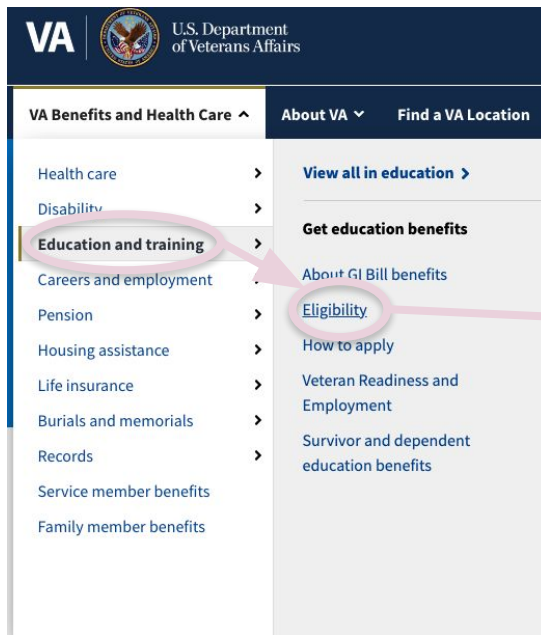 VA
U.S. Department
of Veterans Affairs
VA Benefits and Health Care
About VA
Find a VA Location
Health care
Disability
Education and training
Careers and employment
Pension
Housing assistance
Life insurance
Burials and memorials
Records
Service member benefits
Family member benefits
View all in education
Get education benefits
About GI Bill benefits
Eligibility
How to apply
Veteran Readiness and
Employment
Survivor and dependent
education benefits